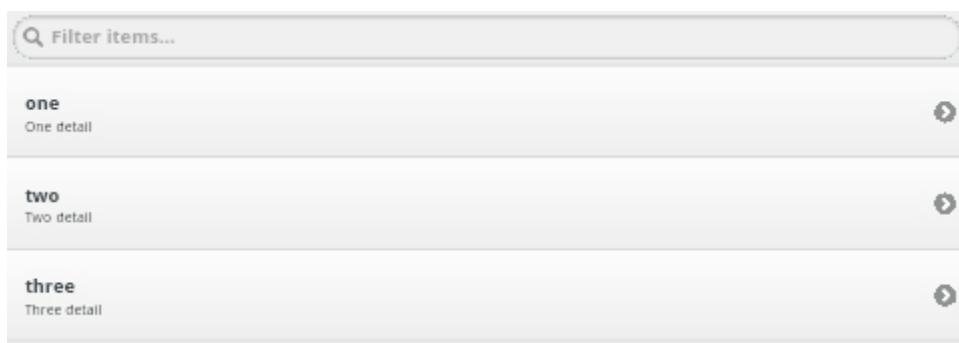 Filter items...
one
One detail
two
Two detail
three
Three detail